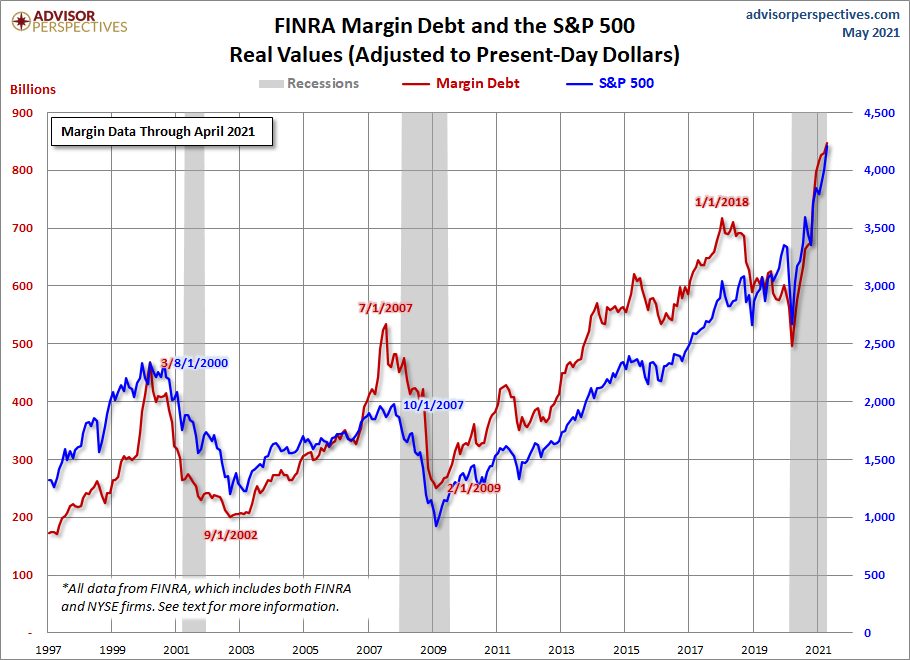 ADVISOR
PERSPECTIVES
advisorperspectives.com
May 2021
FINRA Margin Debt and the S&P 500
Real Values (Adjusted to Present-Day Dollars)
Recessions
Margin Debt
S&P 500
Billions
Margin Data Through April 2021
900
800
700
600
500
400
300
200
100
-
4,500
4,000
3,500
3,000
2,500
2,000
1,500
1,000
500
0
1/1/2018
7/1/2007
3/8/1/2000
10/1/2007
2/1/2009
9/1/2002
*All data from FINRA, which includes both FINRA
and NYSE firms. See text for more information.
1997 1999 2001 2003 2005 2007 2009 2011 2013 2015 2017 2019 2021